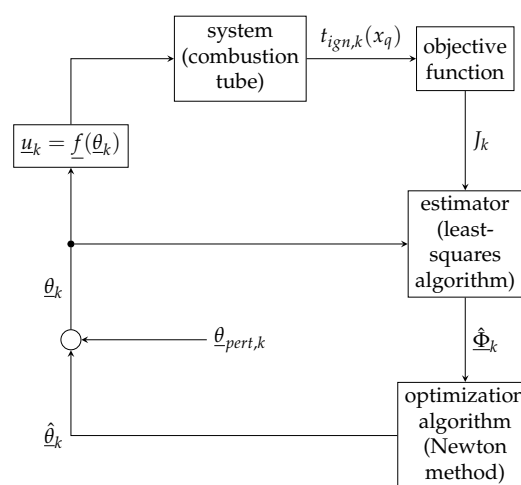 system
(combustion
tube)
t_{ign,k}(x_q)
objective
function
u_k = f(θ_k)
J_k
estimator
(least-
squares
algorithm)
θ_k
θ_{pert,k}
Φ̂_k
optimization
algorithm
(Newton
method)
θ̂_k